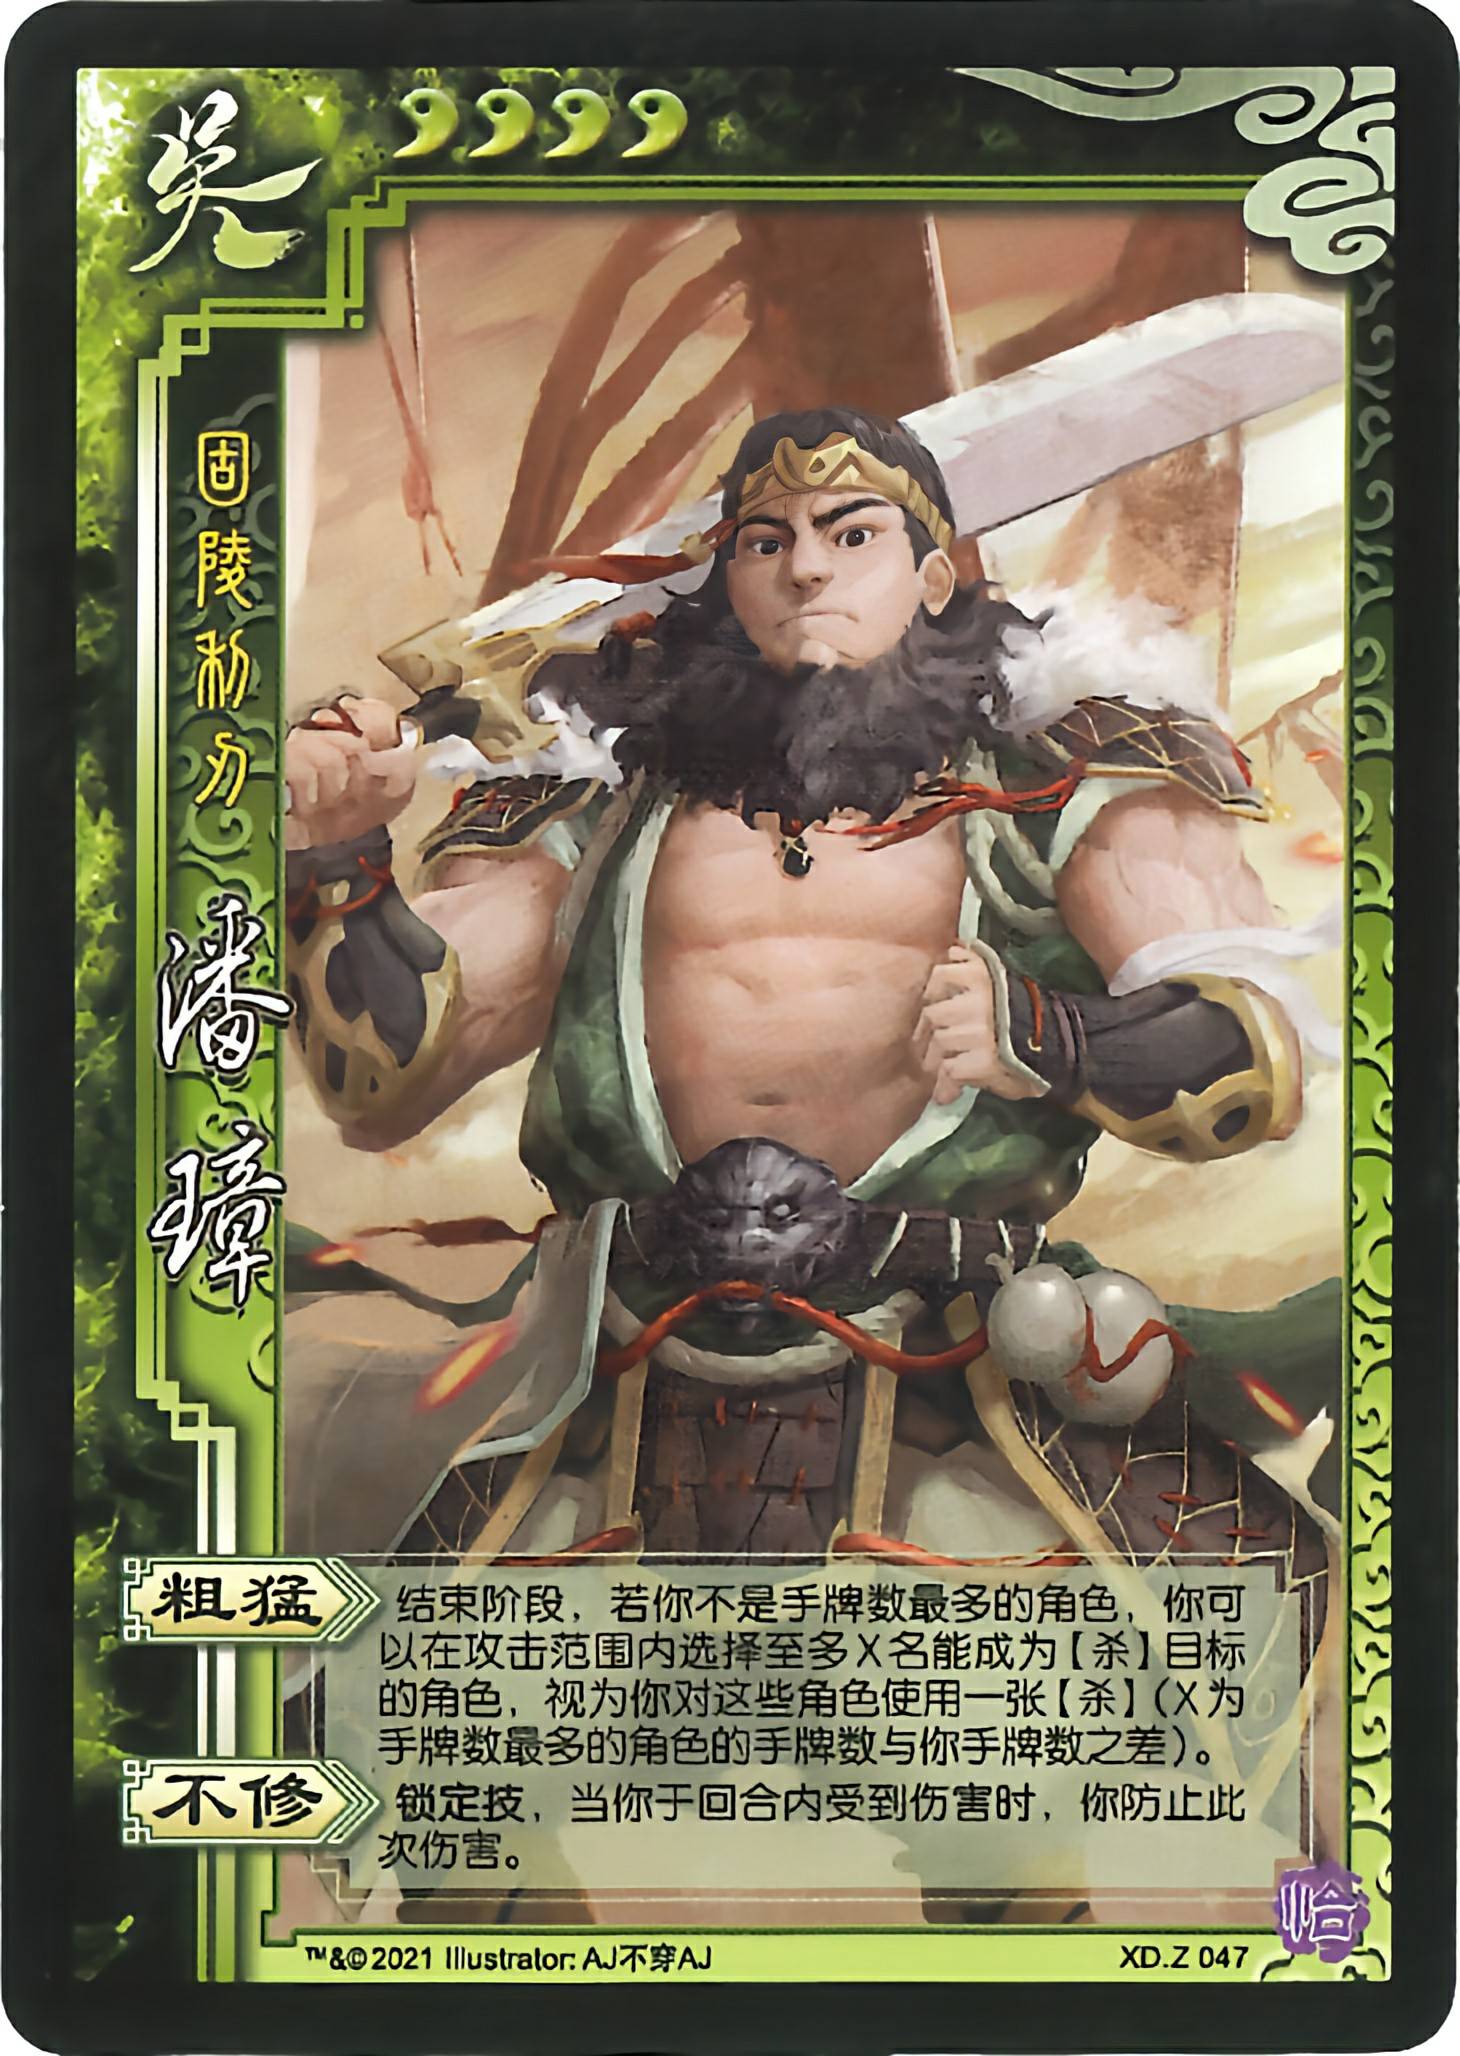 吴
固陵利刃
潘璋
粗猛
结束阶段，若你不是手牌数最多的角色，你可
以在攻击范围内选择至多X名能成为【杀】目标
的角色，视为你对这些角色使用一张【杀】（X为
手牌数最多的角色的手牌数与你手牌数之差）。
不修
锁定技，当你于回合内受到伤害时，你防止此
次伤害。
恰
™&©2021 Illustrator: AJ不穿AJ
XD.Z 047